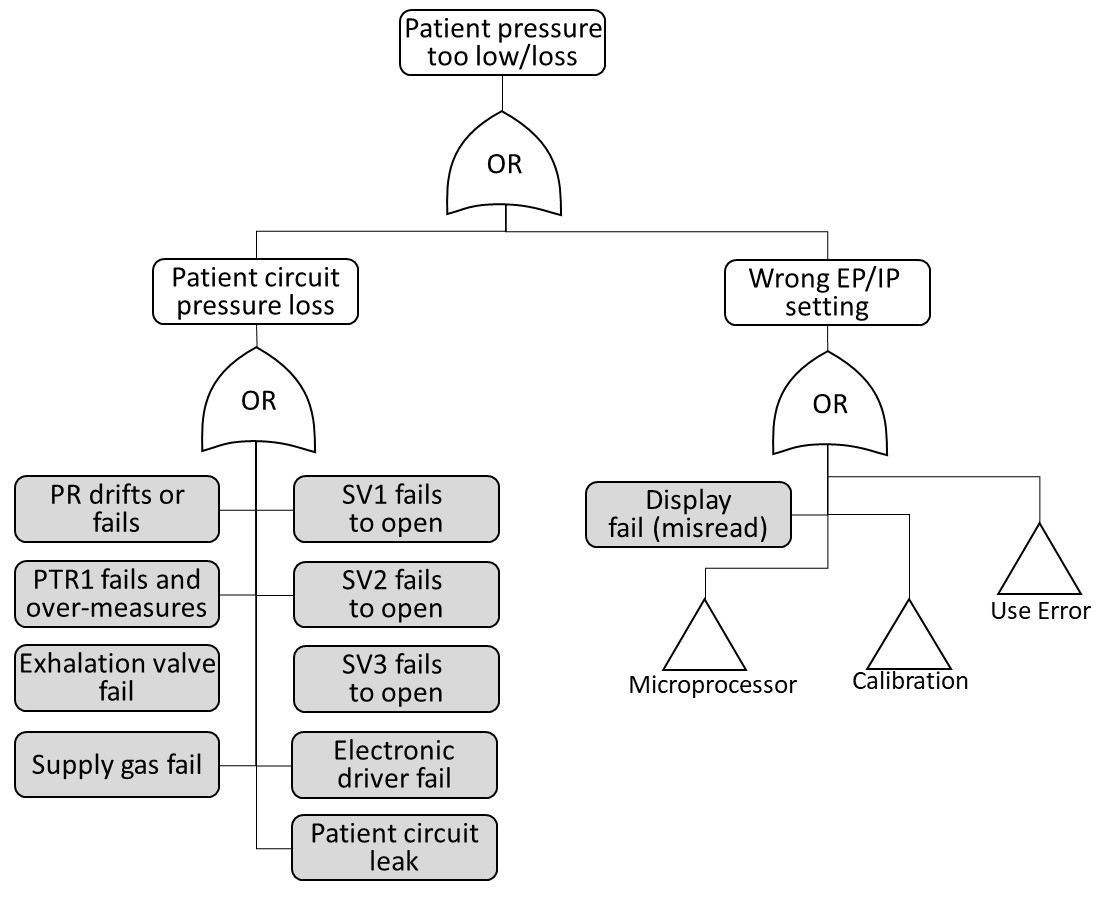 Patient pressure
too low/loss
OR
Patient circuit
pressure loss
Wrong EP/IP
setting
OR
OR
PR drifts or
fails
SV1 fails
to open
Display
fail (misread)
PTR1 fails and
over-measures
SV2 fails
to open
Use Error
Exhalation valve
fail
SV3 fails
to open
Microprocessor
Calibration
Supply gas fail
Electronic
driver fail
Patient circuit
leak